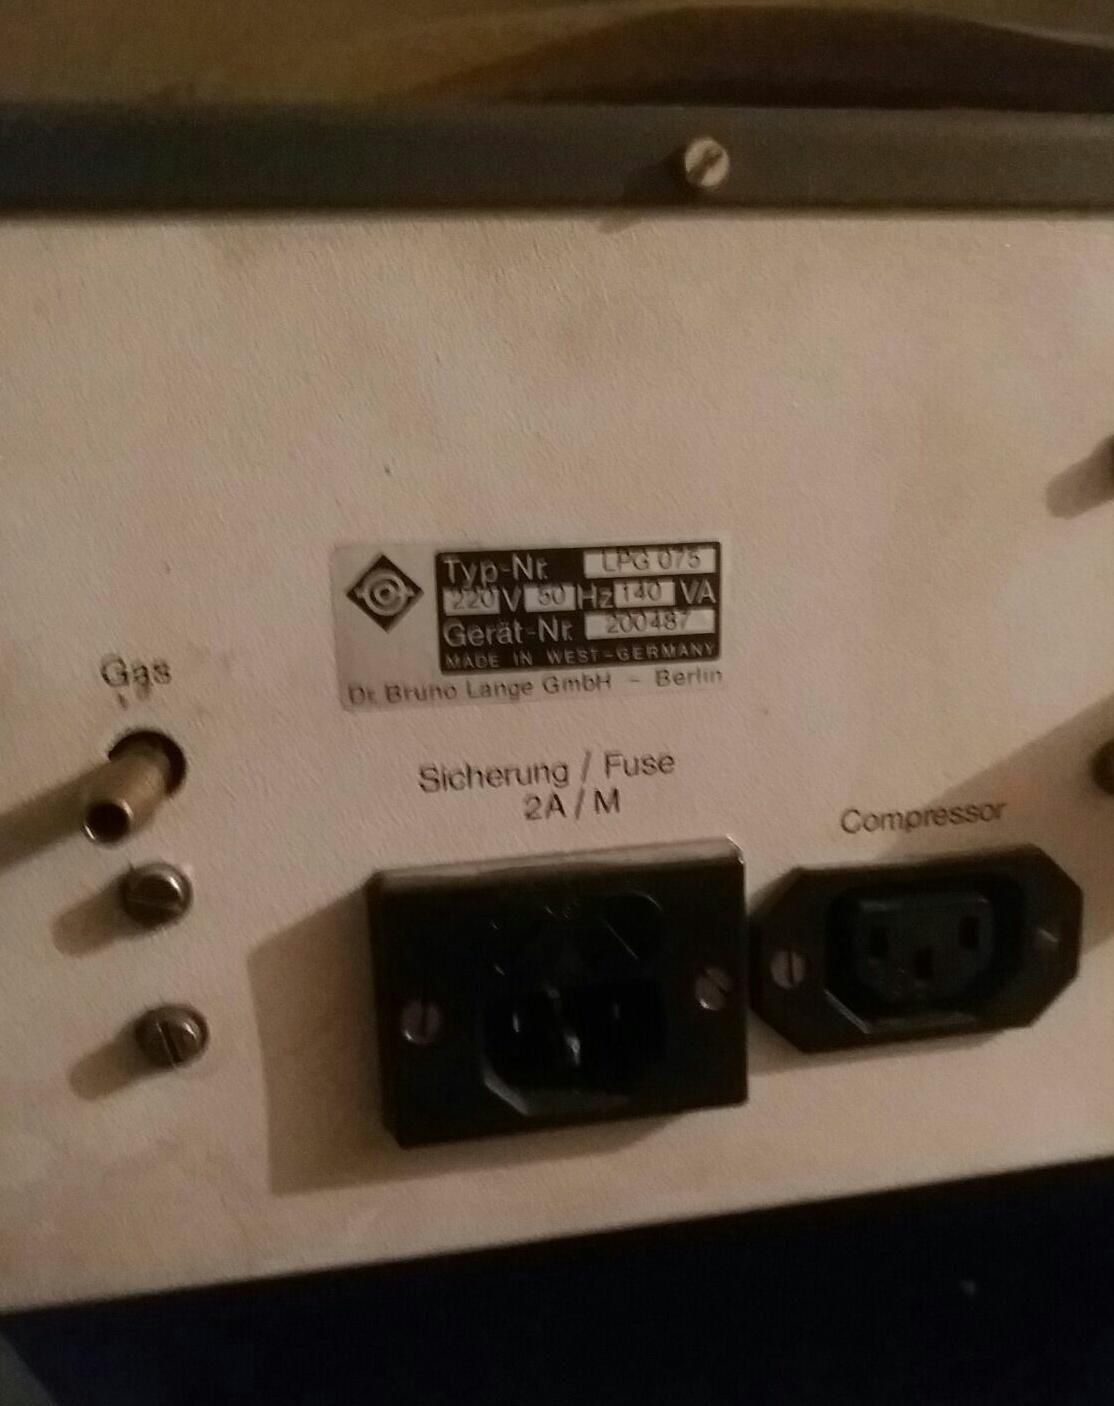 Typ-Nr. LPG 075
220 V 50 Hz 140 VA
Gerät-Nr. 200487
MADE IN WEST-GERMANY
Dr. Bruno Lange GmbH - Berlin
Gas
Sicherung / Fuse
2A / M
Compressor